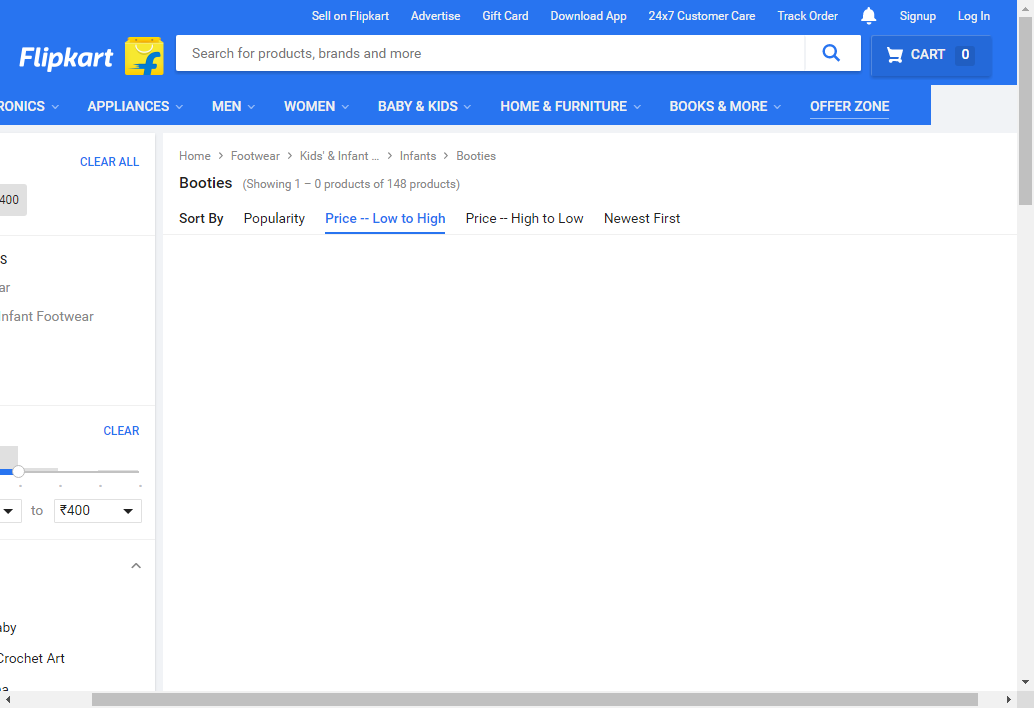 Sell on Flipkart Advertise Gift Card Download App 24x7 Customer Care Track Order Signup Log In
Flipkart Search for products, brands and more CART 0
RONICS APPLIANCES MEN WOMEN BABY & KIDS HOME & FURNITURE BOOKS & MORE OFFER ZONE
CLEAR ALL
400
S
ar
nfant Footwear
CLEAR
to ₹400
aby
Crochet Art
na
Home > Footwear > Kids' & Infant ... > Infants > Booties
Booties (Showing 1 – 0 products of 148 products)
Sort By Popularity Price -- Low to High Price -- High to Low Newest First